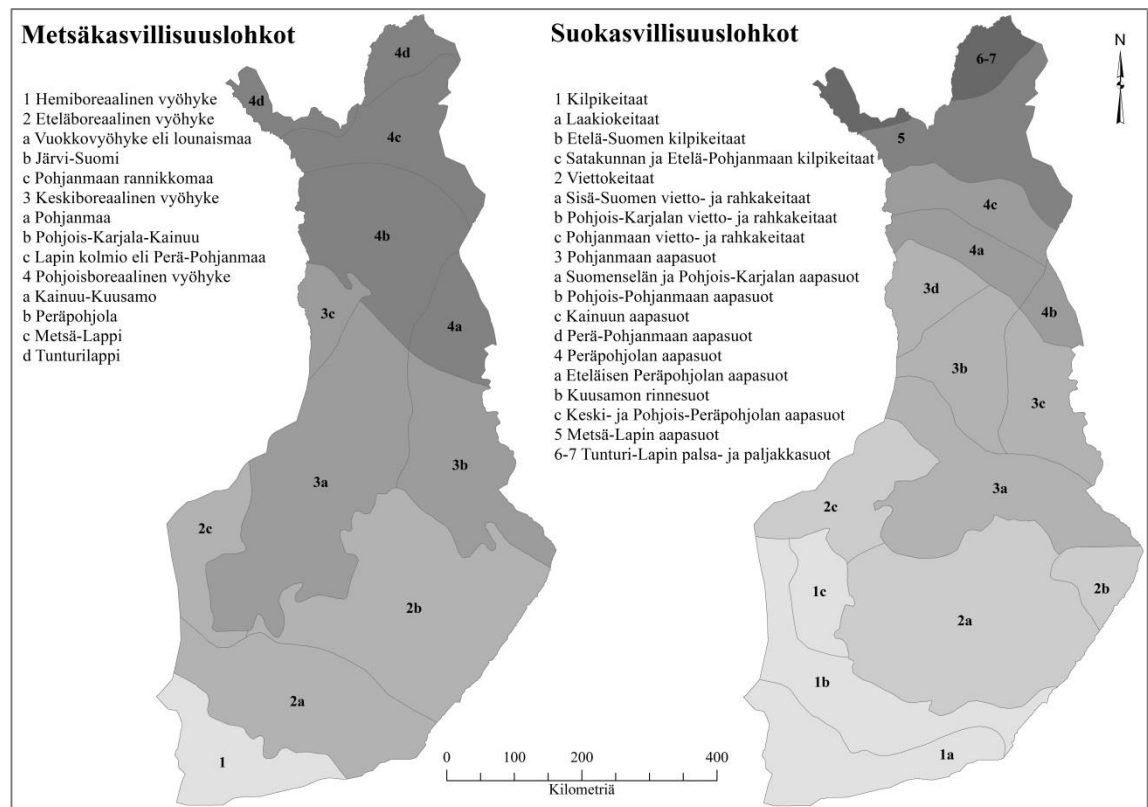 Metsäkasvillisuuslohkot
1 Hemiboreaalinen vyöhyke
2 Eteläboreaalinen vyöhyke
a Vuokkovyöhyke eli lounaismaa
b Järvi-Suomi
c Pohjanmaan rannikkomaa
3 Keskiboreaalinen vyöhyke
a Pohjanmaa
b Pohjois-Karjala-Kainuu
c Lapin kolmio eli Perä-Pohjanmaa
4 Pohjoisboreaalinen vyöhyke
a Kainuu-Kuusamo
b Peräpohjola
c Metsä-Lappi
d Tunturilappi
4d
4d
4c
4b
3c
4a
3a
3b
2c
2b
2a
1
Suokasvillisuuslohkot
1 Kilpikeitaat
a Laakiokeitaat
b Etelä-Suomen kilpikeitaat
c Satakunnan ja Etelä-Pohjanmaan kilpikeitaat
2 Viettokeitaat
a Sisä-Suomen vietto- ja rahkakeitaat
b Pohjois-Karjalan vietto- ja rahkakeitaat
c Pohjanmaan vietto- ja rahkakeitaat
3 Pohjanmaan aapasuot
a Suomenselän ja Pohjois-Karjalan aapasuot
b Pohjois-Pohjanmaan aapasuot
c Kainuun aapasuot
d Perä-Pohjanmaan aapasuot
4 Peräpohjolan aapasuot
a Eteläisen Peräpohjolan aapasuot
b Kuusamon rinnesuot
c Keski- ja Pohjois-Peräpohjolan aapasuot
5 Metsä-Lapin aapasuot
6-7 Tunturi-Lapin palsa- ja paljakkasuot
6-7
5
4c
4a
3d
4b
3b
3c
3a
2c
1c
2b
2a
1b
1a
N
0 100 200 400
Kilometriä